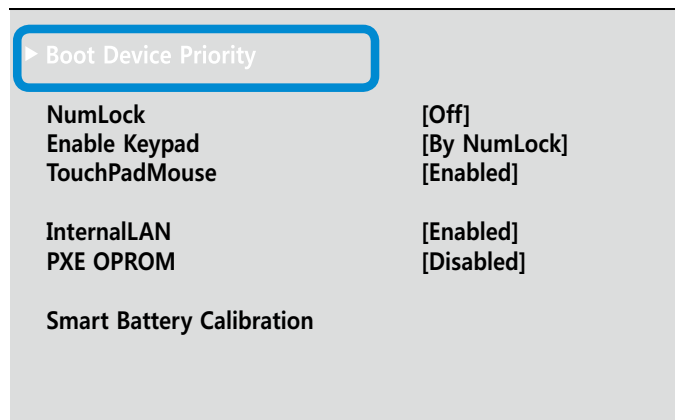 ▶ Boot Device Priority
NumLock [Off]
Enable Keypad [By NumLock]
TouchPadMouse [Enabled]
InternalLAN [Enabled]
PXE OPROM [Disabled]
Smart Battery Calibration